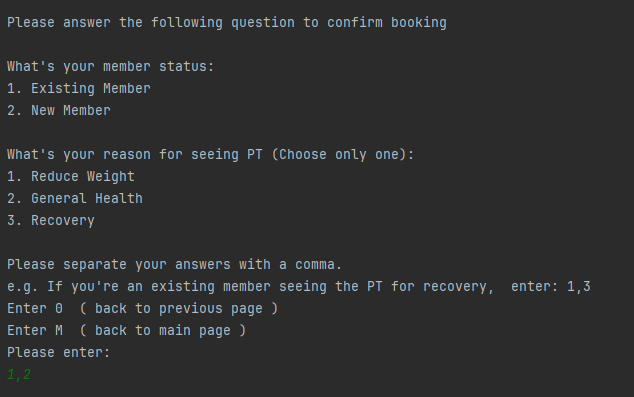 Please answer the following question to confirm booking
What's your member status:
1. Existing Member
2. New Member
What's your reason for seeing PT (Choose only one):
1. Reduce Weight
2. General Health
3. Recovery
Please separate your answers with a comma.
e.g. If you're an existing member seeing the PT for recovery,  enter: 1,3
Enter 0  ( back to previous page )
Enter M  ( back to main page )
Please enter:
1,2